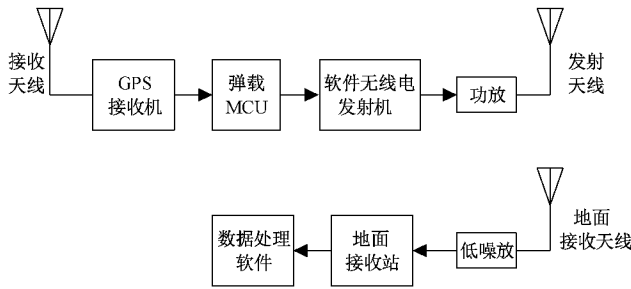 接收
天线
GPS
接收机
弹载
MCU
软件无线电
发射机
功放
发射
天线
数据处理
软件
地面
接收站
低噪放
地面
接收天线